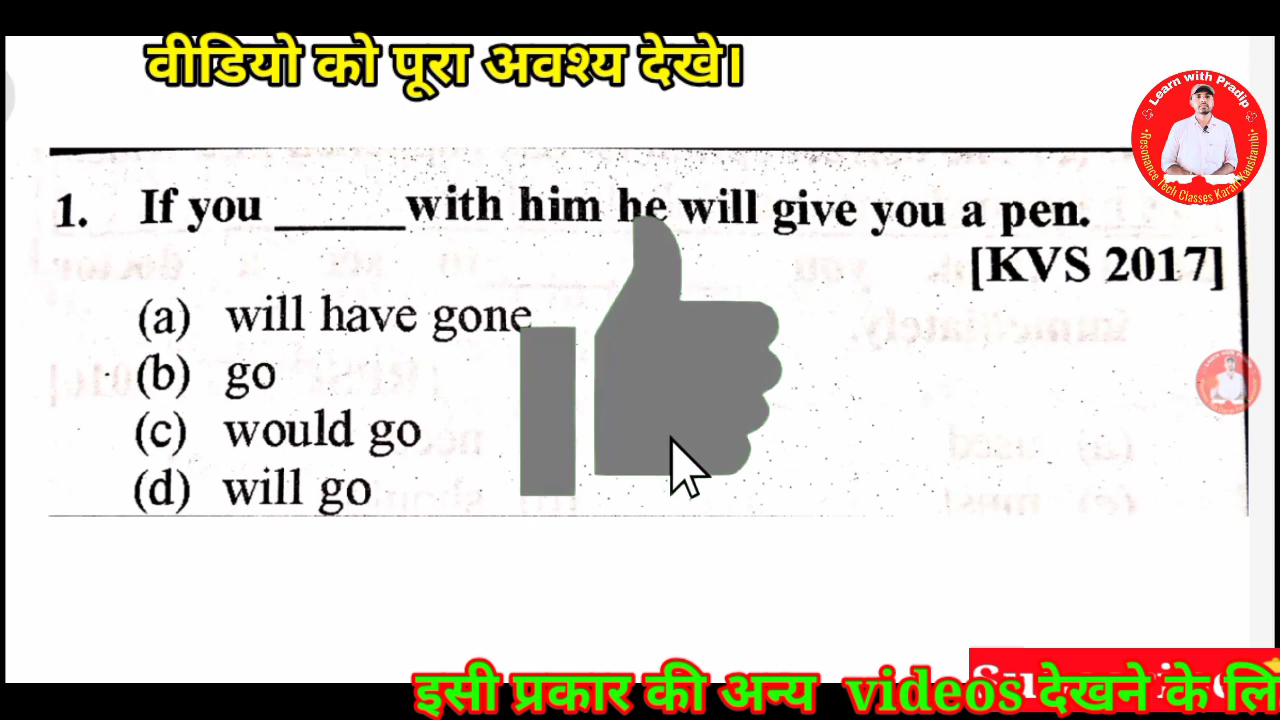 वीडियो को पूरा अवश्य देखे।
Learn with Pradip
Resonance Tech Classes Karari Kaushambi
1. If you _____ with him he will give you a pen.
[KVS 2017]
(a) will have gone
(b) go
(c) would go
(d) will go
इसी प्रकार की अन्य videos देखने के लि